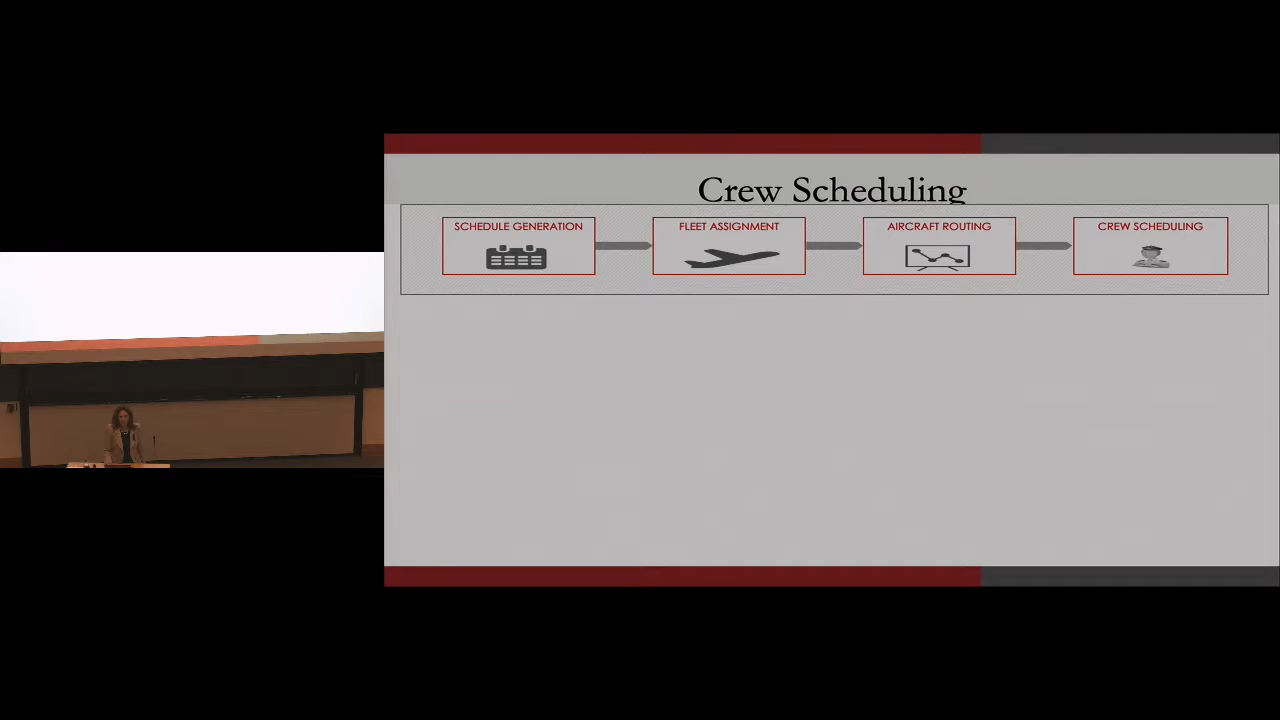 Crew Scheduling
SCHEDULE GENERATION
FLEET ASSIGNMENT
AIRCRAFT ROUTING
CREW SCHEDULING